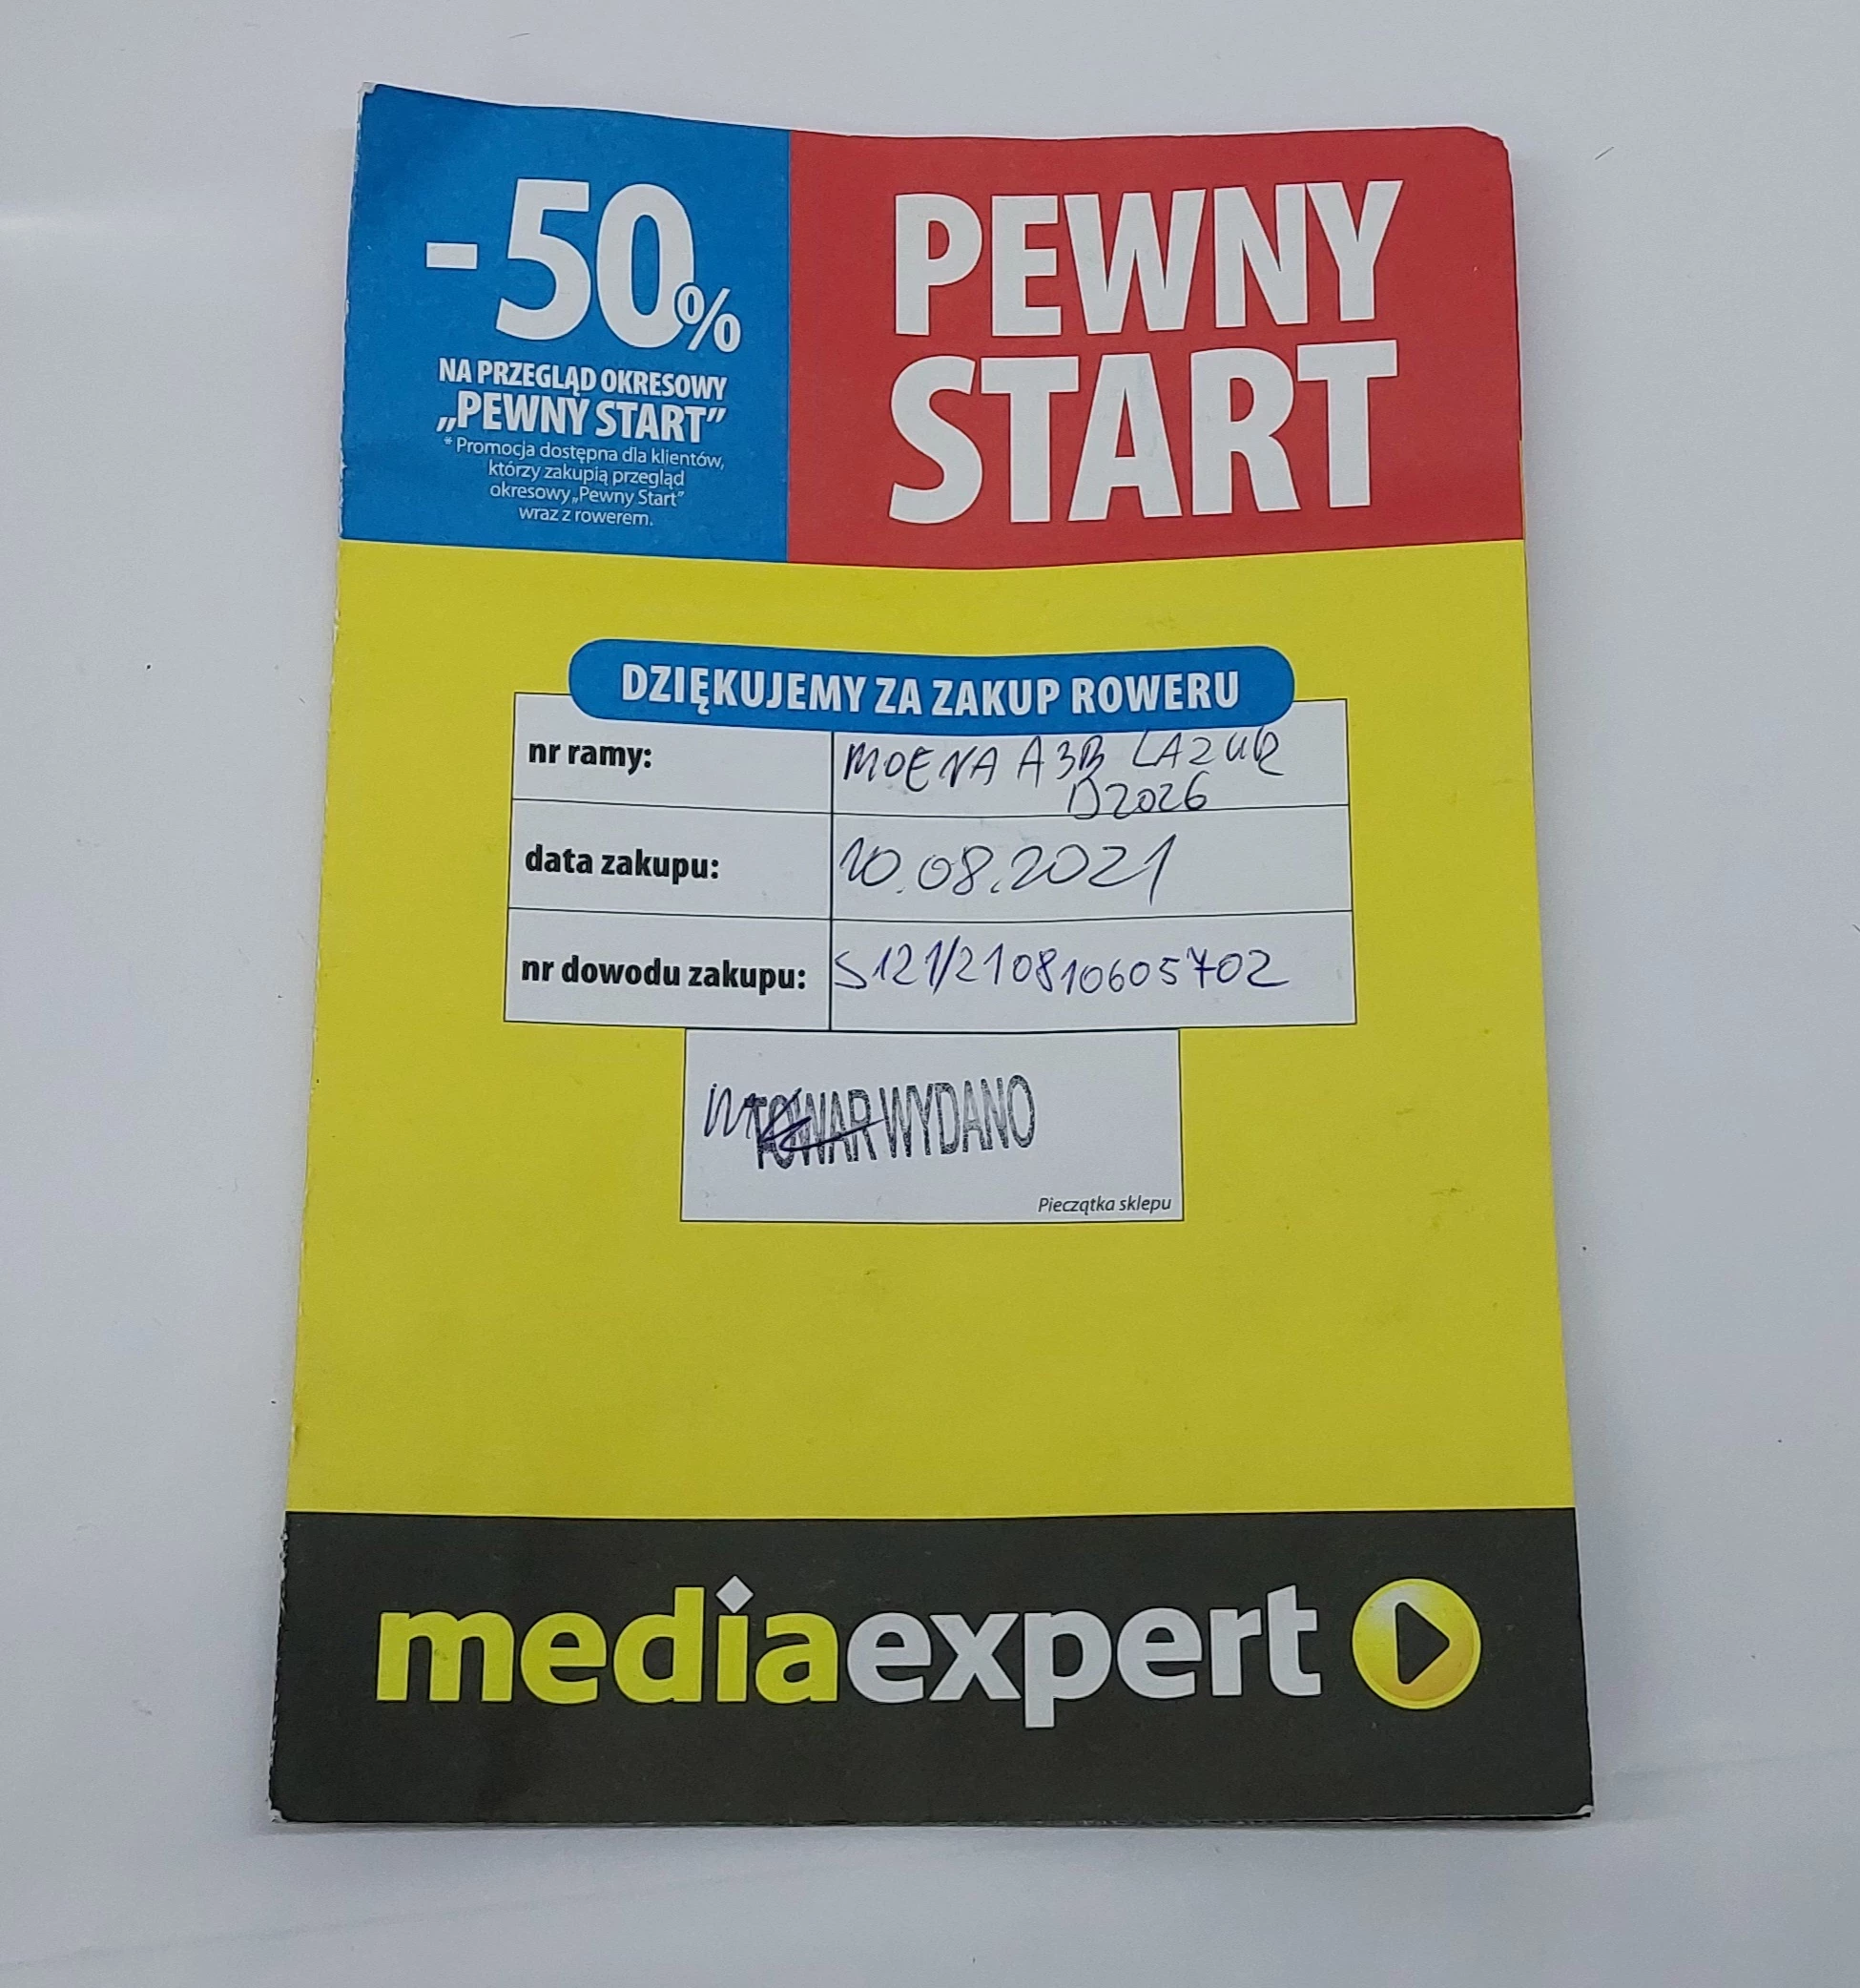 -50%
NA PRZEGLĄD OKRESOWY
„PEWNY START”
* Promocja dostępna dla klientów,
którzy zakupią przegląd
okresowy „Pewny Start”
wraz z rowerem.
PEWNY
START
DZIĘKUJEMY ZA ZAKUP ROWERU
nr ramy: MOENA A3B LAZUR
D2026
data zakupu: 10.08.2021
nr dowodu zakupu: S121/210810605702
TOWAR WYDANO
Pieczątka sklepu
mediaexpert